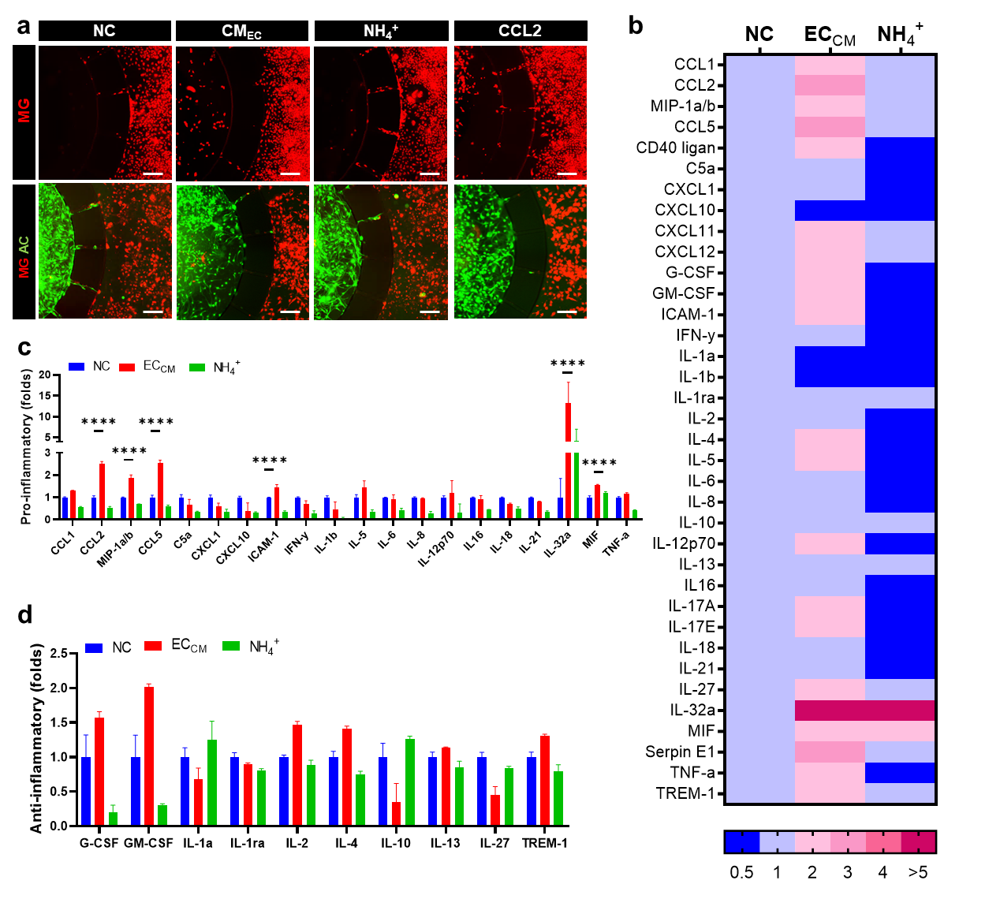 a
NC
CMEC
NH4+
CCL2
MG
MG AC
b
NC
ECCM
NH4+
CCL1
CCL2
MIP-1a/b
CCL5
CD40 ligan
C5a
CXCL1
CXCL10
CXCL11
CXCL12
G-CSF
GM-CSF
ICAM-1
IFN-y
IL-1a
IL-1b
IL-1ra
IL-2
IL-4
IL-5
IL-6
IL-8
IL-10
IL-12p70
IL-13
IL16
IL-17A
IL-17E
IL-18
IL-21
IL-27
IL-32a
MIF
Serpin E1
TNF-a
TREM-1
0.5 1 2 3 4 >5
c
NC ECCM NH4+
Pro-inflammatory (folds)
20
15
10
5
3
2
1
0
****
****
****
****
****
****
CCL1
CCL2
MIP-1a/b
CCL5
C5a
CXCL1
CXCL10
ICAM-1
IFN-y
IL-1b
IL-5
IL-6
IL-8
IL-12p70
IL16
IL-18
IL-21
IL-32a
MIF
TNF-a
d
NC ECCM NH4+
Anti-inflammatory (folds)
2.5
2.0
1.5
1.0
0.5
0.0
G-CSF GM-CSF IL-1a IL-1ra IL-2 IL-4 IL-10 IL-13 IL-27 TREM-1